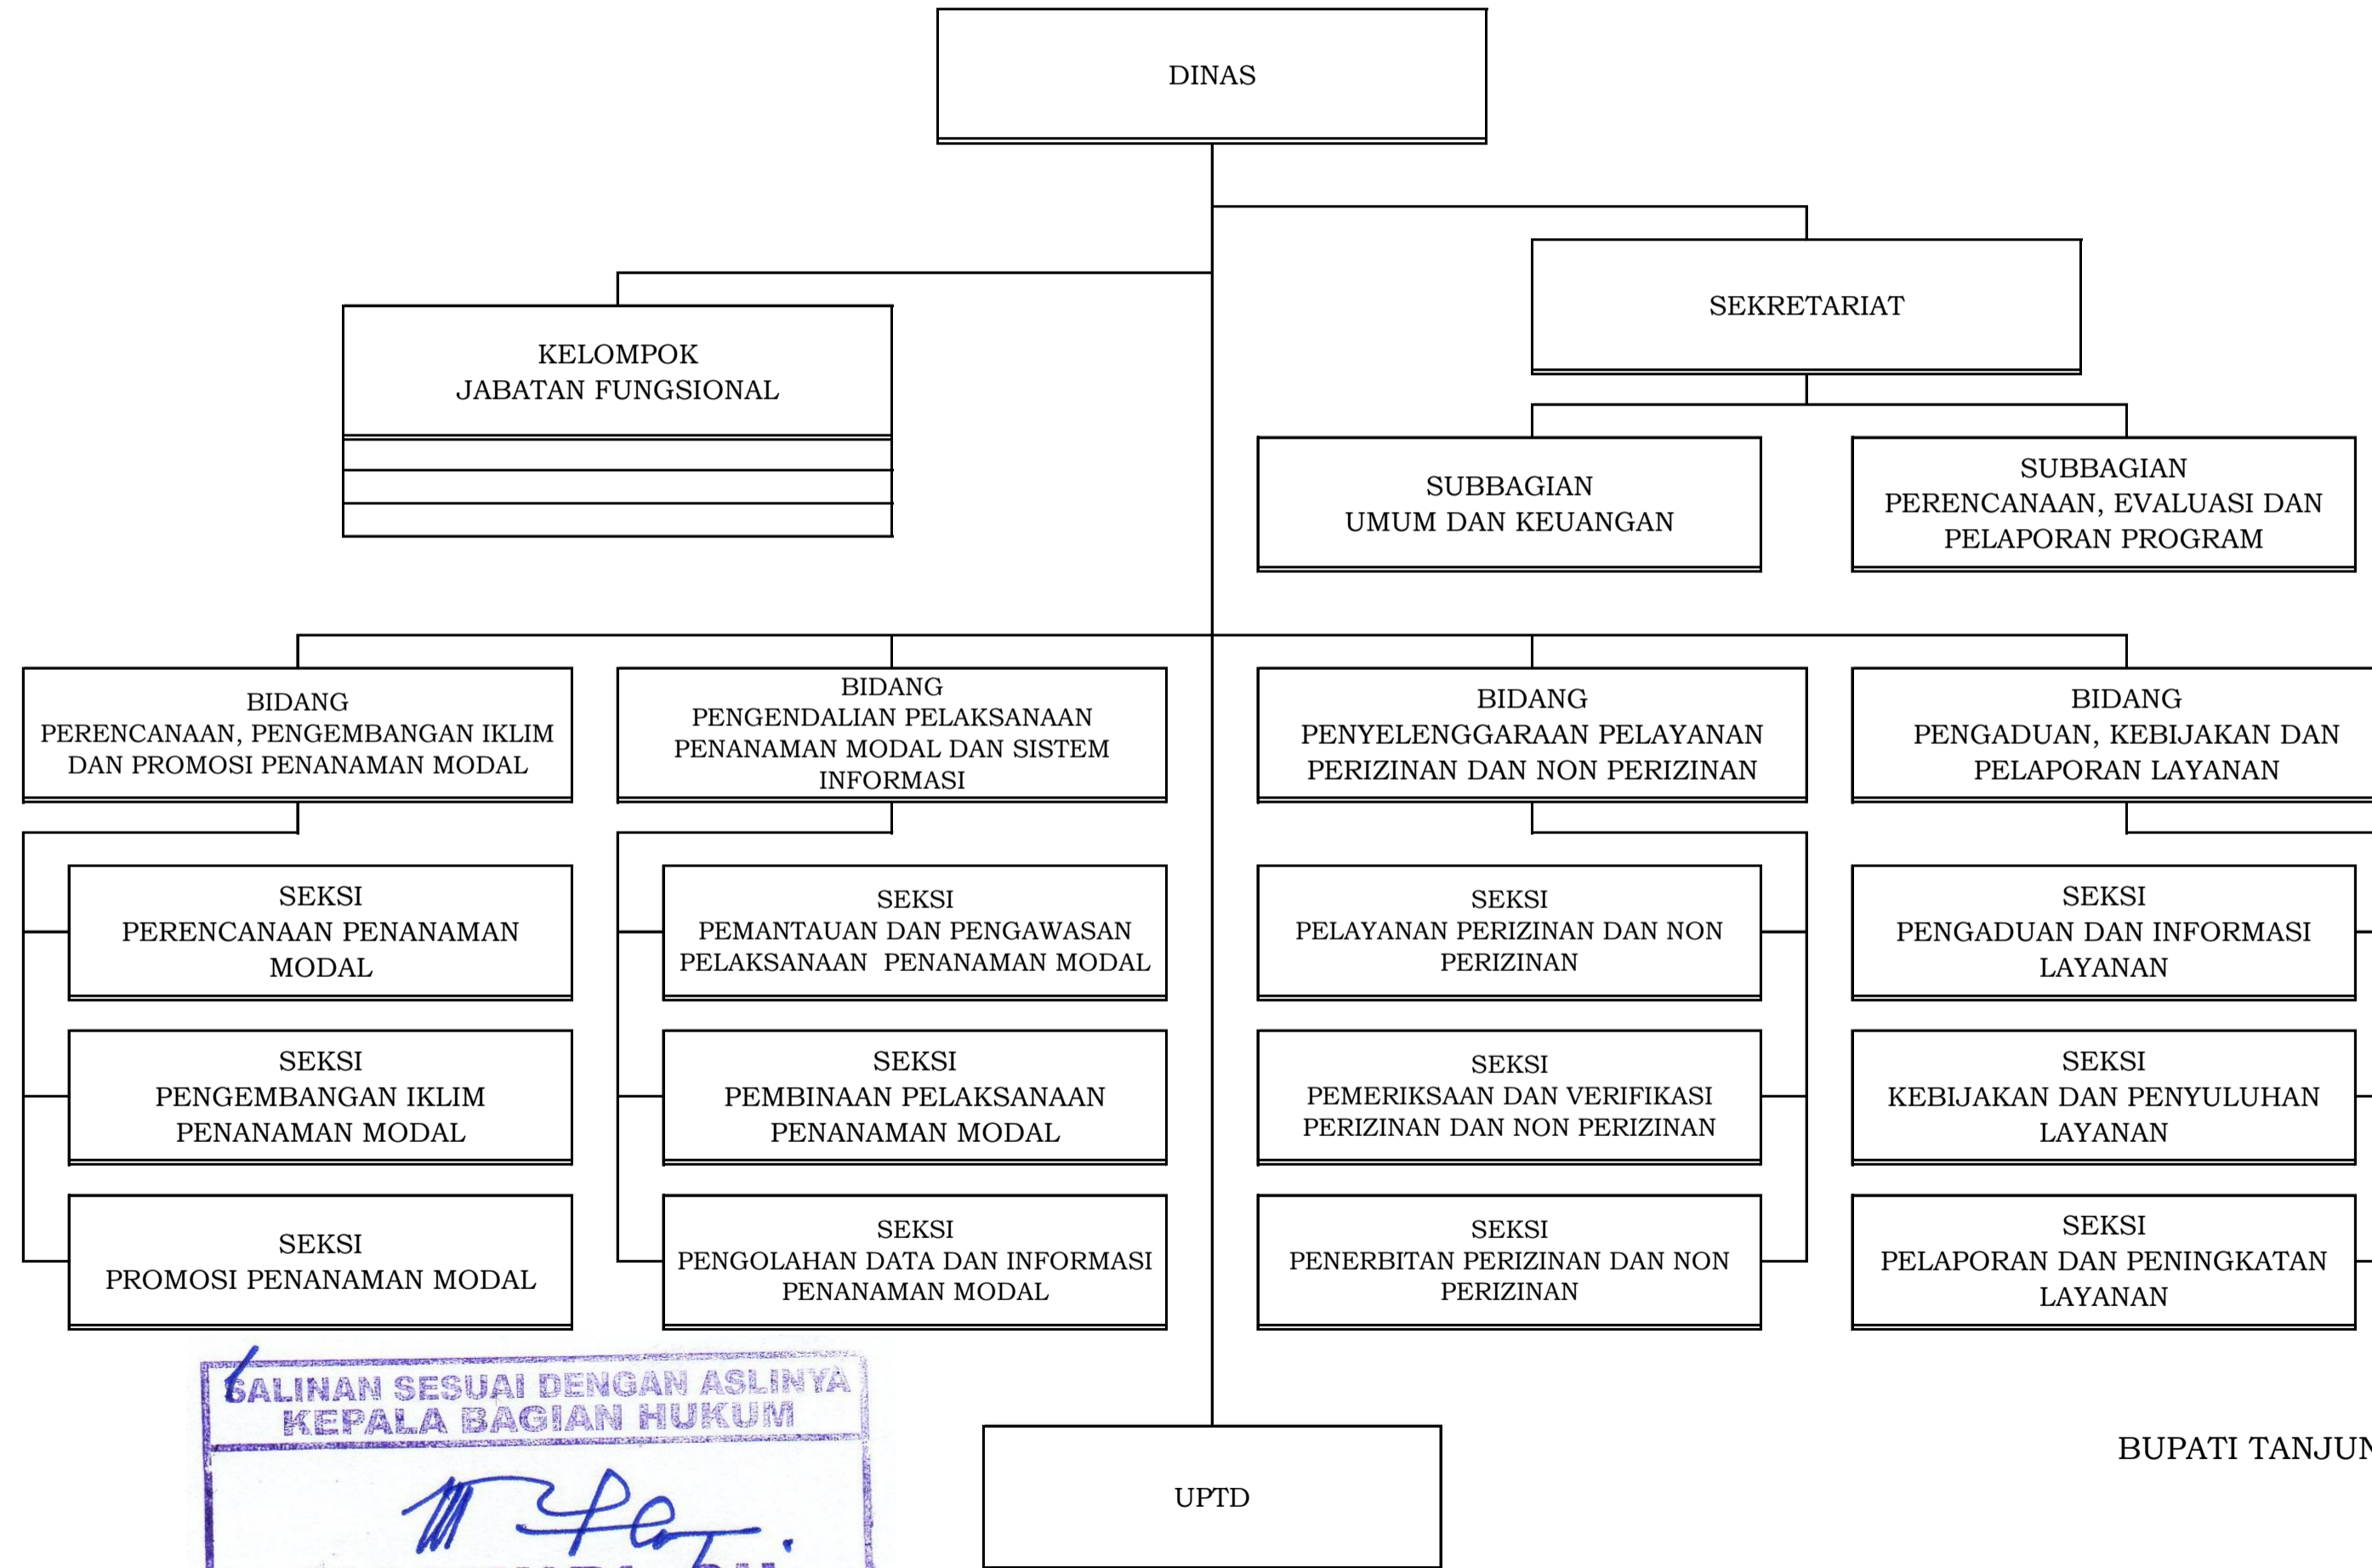 DINAS
SEKRETARIAT
KELOMPOK
JABATAN FUNGSIONAL
SUBBAGIAN
UMUM DAN KEUANGAN
SUBBAGIAN
PERENCANAAN, EVALUASI DAN
PELAPORAN PROGRAM
BIDANG
PERENCANAAN, PENGEMBANGAN IKLIM
DAN PROMOSI PENANAMAN MODAL
BIDANG
PENGENDALIAN PELAKSANAAN
PENANAMAN MODAL DAN SISTEM
INFORMASI
BIDANG
PENYELENGGARAAN PELAYANAN
PERIZINAN DAN NON PERIZINAN
BIDANG
PENGADUAN, KEBIJAKAN DAN
PELAPORAN LAYANAN
SEKSI
PERENCANAAN PENANAMAN
MODAL
SEKSI
PEMANTAUAN DAN PENGAWASAN
PELAKSANAAN PENANAMAN MODAL
SEKSI
PELAYANAN PERIZINAN DAN NON
PERIZINAN
SEKSI
PENGADUAN DAN INFORMASI
LAYANAN
SEKSI
PENGEMBANGAN IKLIM
PENANAMAN MODAL
SEKSI
PEMBINAAN PELAKSANAAN
PENANAMAN MODAL
SEKSI
PEMERIKSAAN DAN VERIFIKASI
PERIZINAN DAN NON PERIZINAN
SEKSI
KEBIJAKAN DAN PENYULUHAN
LAYANAN
SEKSI
PROMOSI PENANAMAN MODAL
SEKSI
PENGOLAHAN DATA DAN INFORMASI
PENANAMAN MODAL
SEKSI
PENERBITAN PERIZINAN DAN NON
PERIZINAN
SEKSI
PELAPORAN DAN PENINGKATAN
LAYANAN
SALINAN SESUAI DENGAN ASLINYA
KEPALA BAGIAN HUKUM
UPTD
BUPATI TANJUN